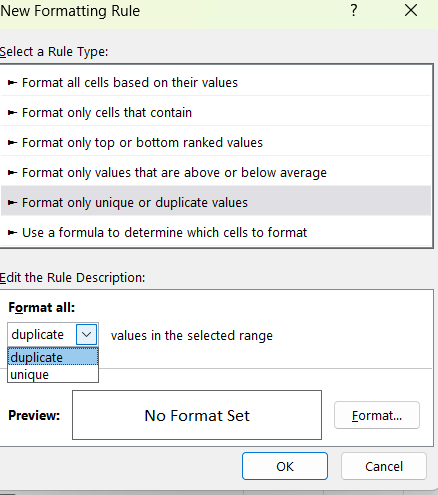 New Formatting Rule ?
Select a Rule Type:
► Format all cells based on their values
► Format only cells that contain
► Format only top or bottom ranked values
► Format only values that are above or below average
► Format only unique or duplicate values
► Use a formula to determine which cells to format
Edit the Rule Description:
Format all:
duplicate values in the selected range
duplicate
unique
Preview: No Format Set Format...
OK Cancel